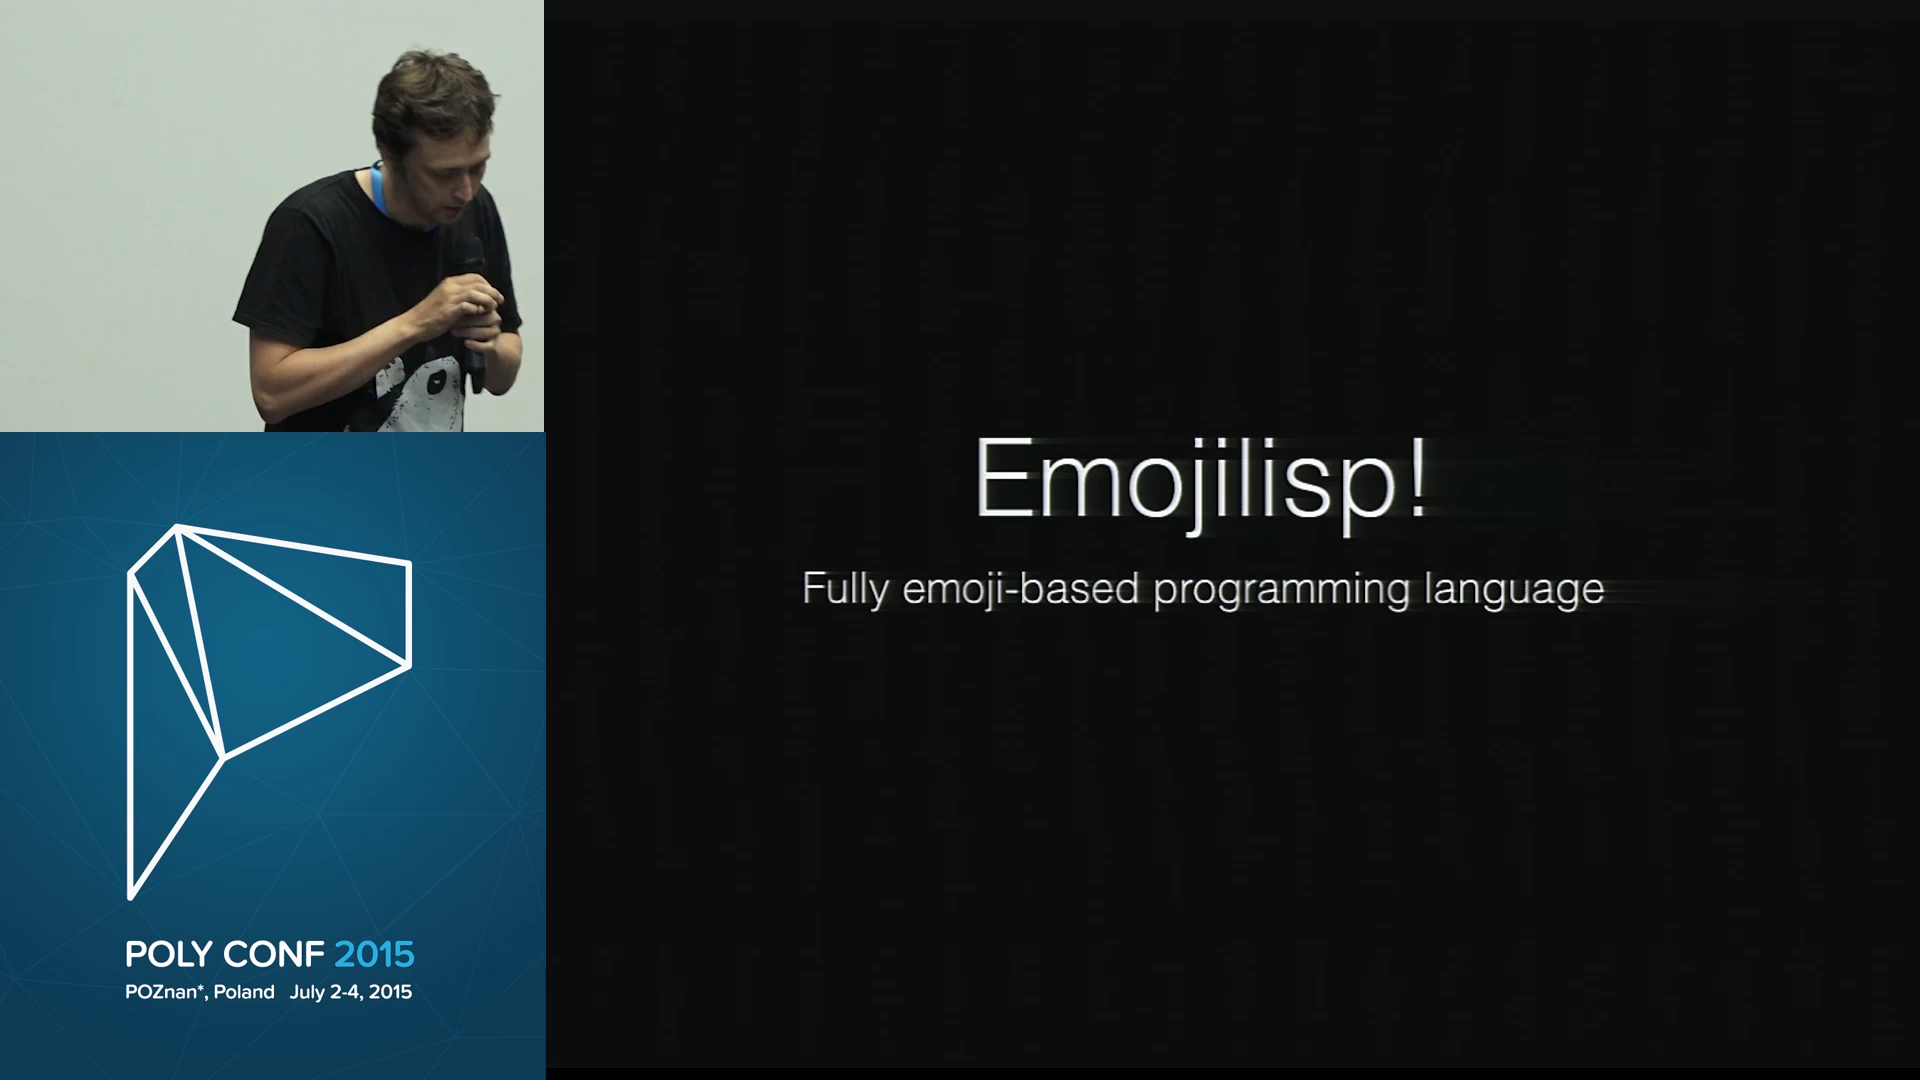 Emojilisp!
Fully emoji-based programming language
POLY CONF 2015
POZnan*, Poland July 2-4, 2015